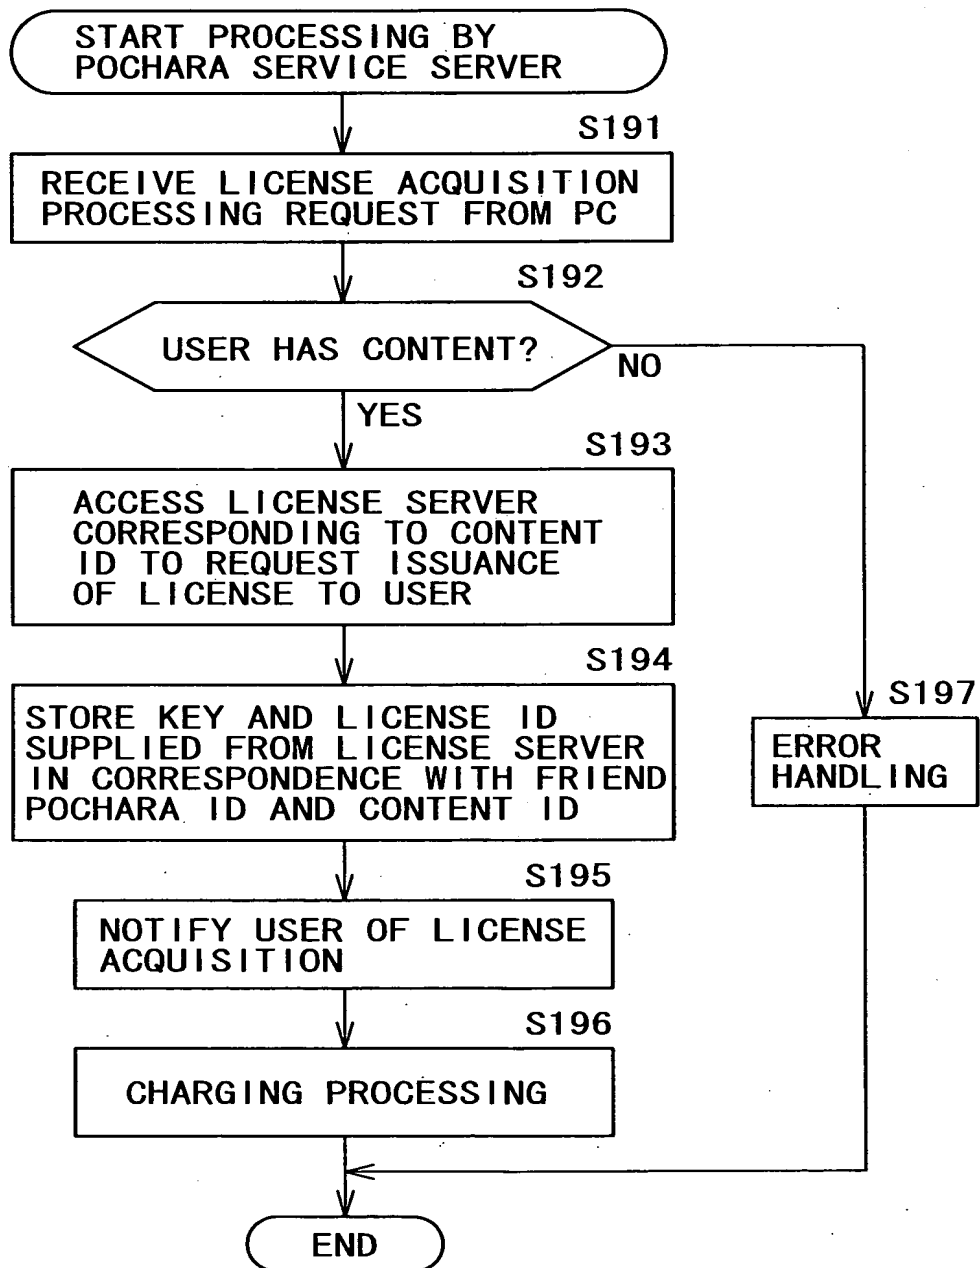 START PROCESSING BY
POCHARA SERVICE SERVER
S191
RECEIVE LICENSE ACQUISITION
PROCESSING REQUEST FROM PC
S192
USER HAS CONTENT?
NO
YES
S193
ACCESS LICENSE SERVER
CORRESPONDING TO CONTENT
ID TO REQUEST ISSUANCE
OF LICENSE TO USER
S194
STORE KEY AND LICENSE ID
SUPPLIED FROM LICENSE SERVER
IN CORRESPONDENCE WITH FRIEND
POCHARA ID AND CONTENT ID
S197
ERROR
HANDLING
S195
NOTIFY USER OF LICENSE
ACQUISITION
S196
CHARGING PROCESSING
END